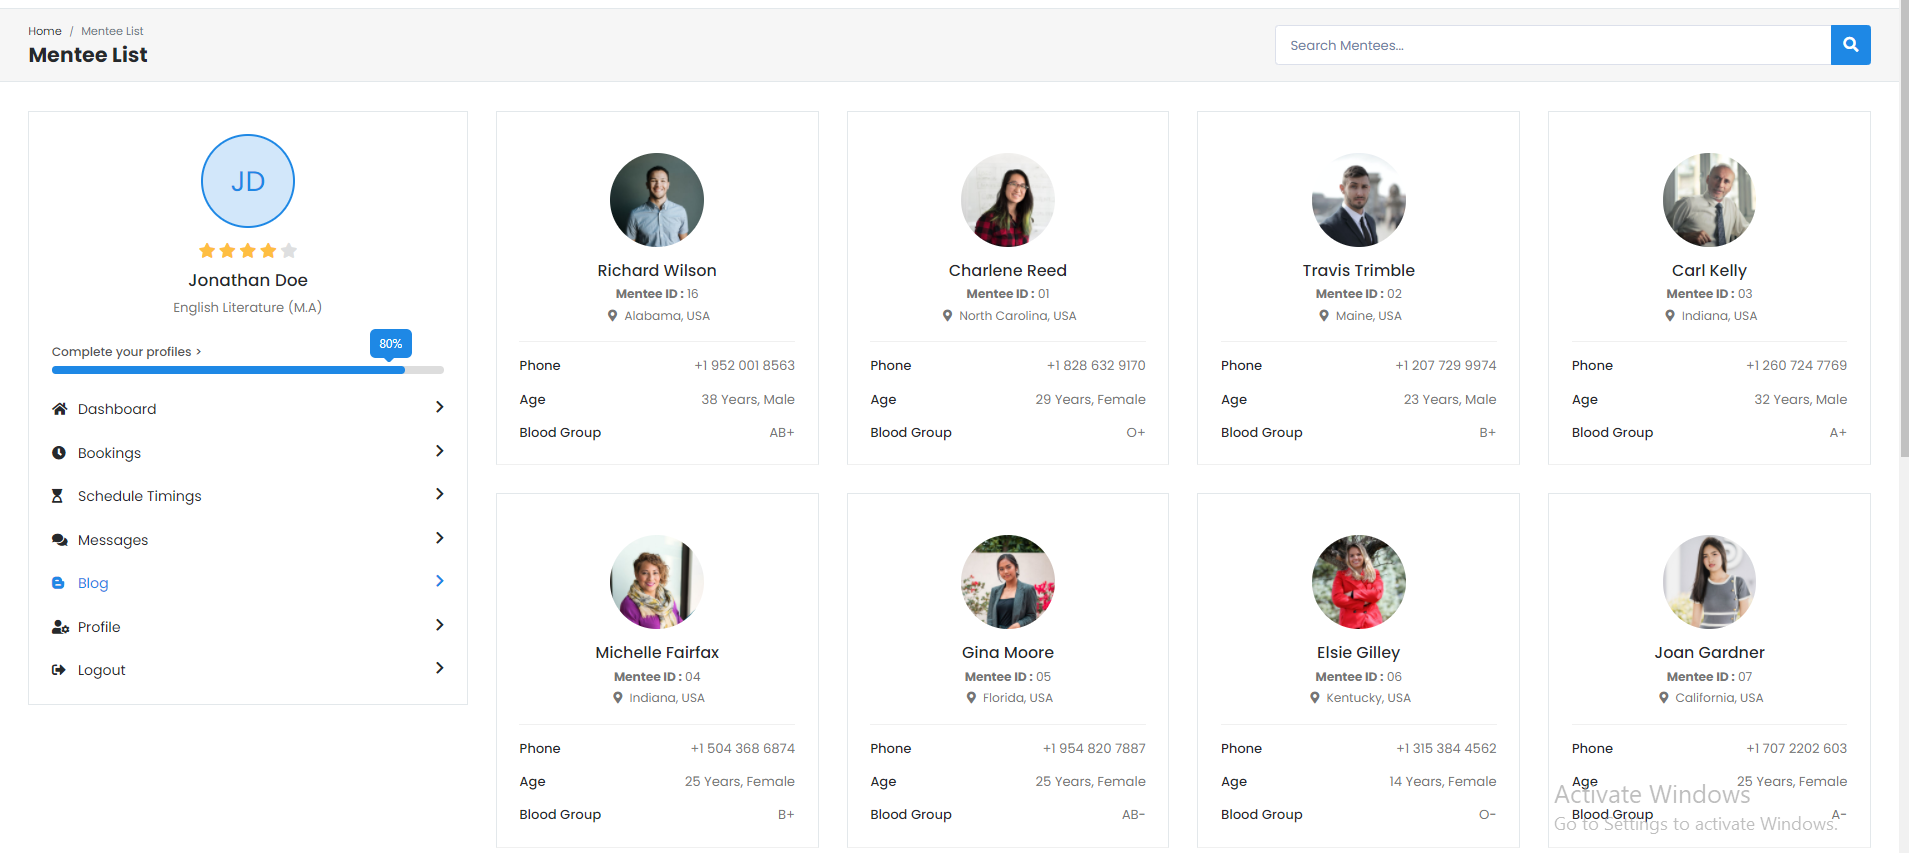 Home / Mentee List
Mentee List
Search Mentees...
JD
Jonathan Doe
English Literature (M.A)
Complete your profiles >
80%
Dashboard
Bookings
Schedule Timings
Messages
Blog
Profile
Logout
Richard Wilson
Mentee ID : 16
Alabama, USA
Phone +1 952 001 8563
Age 38 Years, Male
Blood Group AB+
Charlene Reed
Mentee ID : 01
North Carolina, USA
Phone +1 828 632 9170
Age 29 Years, Female
Blood Group O+
Travis Trimble
Mentee ID : 02
Maine, USA
Phone +1 207 729 9974
Age 23 Years, Male
Blood Group B+
Carl Kelly
Mentee ID : 03
Indiana, USA
Phone +1 260 724 7769
Age 32 Years, Male
Blood Group A+
Michelle Fairfax
Mentee ID : 04
Indiana, USA
Phone +1 504 368 6874
Age 25 Years, Female
Blood Group B+
Gina Moore
Mentee ID : 05
Florida, USA
Phone +1 954 820 7887
Age 25 Years, Female
Blood Group AB-
Elsie Gilley
Mentee ID : 06
Kentucky, USA
Phone +1 315 384 4562
Age 14 Years, Female
Blood Group O-
Joan Gardner
Mentee ID : 07
California, USA
Phone +1 707 2202 603
Age 25 Years, Female
Blood Group A-
Activate Windows
Go to Settings to activate Windows.